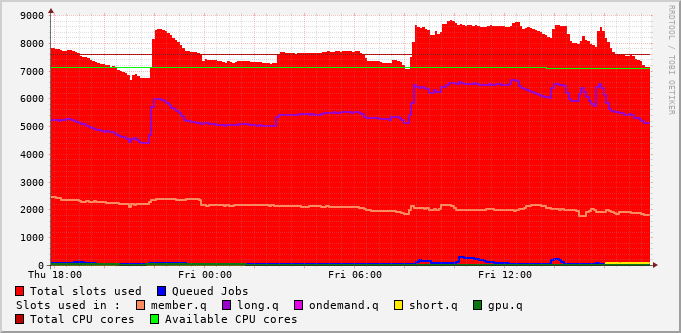 9000
8000
7000
6000
5000
4000
3000
2000
1000
0
Thu 18:00 Fri 00:00 Fri 06:00 Fri 12:00
RRDTOOL / TOBI OETIKER
Total slots used Queued Jobs
Slots used in : member.q long.q ondemand.q short.q gpu.q
Total CPU cores Available CPU cores